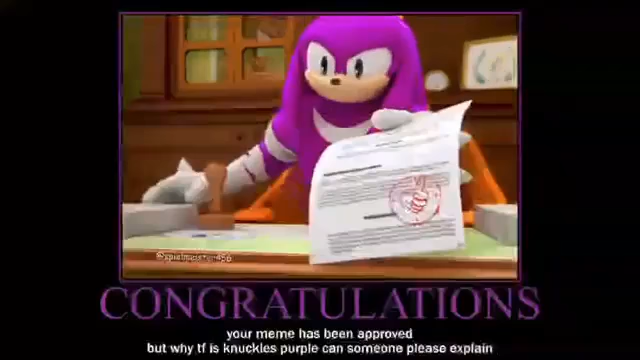 CONGRATULATIONS
your meme has been approved
but why tf is knuckles purple can someone please explain